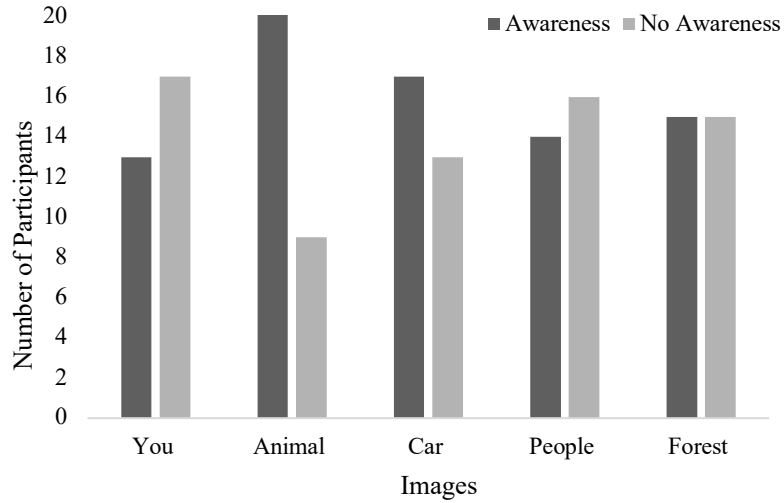 Awareness No Awareness
Number of Participants
20
18
16
14
12
10
8
6
4
2
0
You Animal Car People Forest
Images